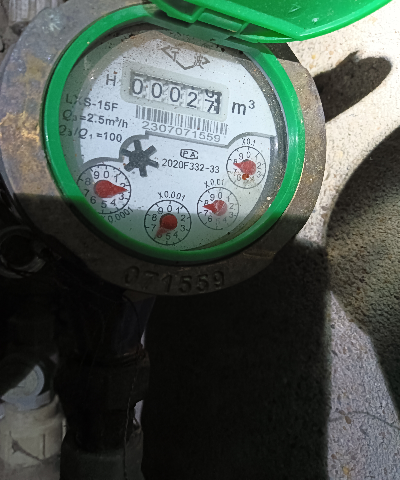 H 00027 m³
LXS-15F
Q₃=2.5m³/h
2307071559
Q₃/Q₁=100
PA
2020F332-33
X0.1
X0.01
X0.001
X0.0001
071559